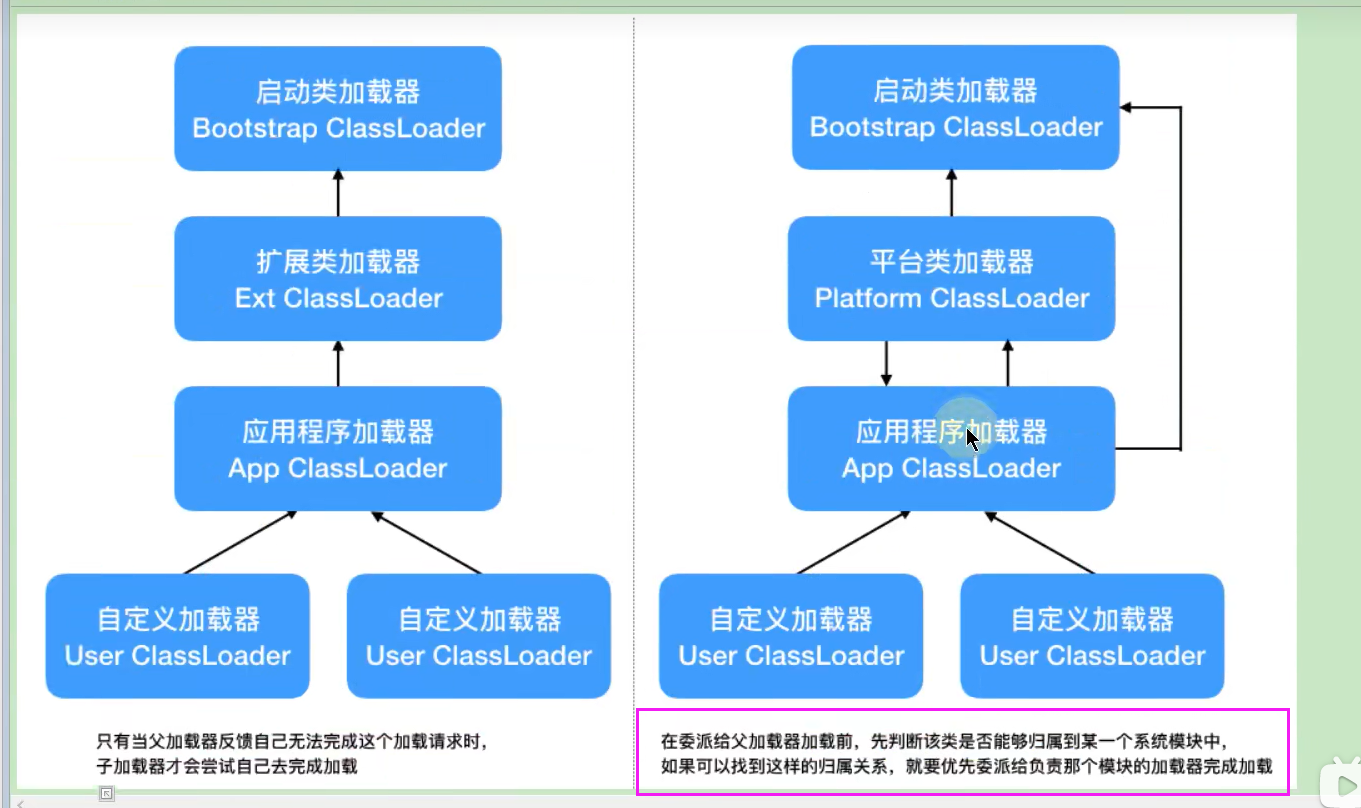 启动类加载器
Bootstrap ClassLoader
扩展类加载器
Ext ClassLoader
应用程序加载器
App ClassLoader
自定义加载器
User ClassLoader
自定义加载器
User ClassLoader
只有当父加载器反馈自己无法完成这个加载请求时,
子加载器才会尝试自己去完成加载
启动类加载器
Bootstrap ClassLoader
平台类加载器
Platform ClassLoader
应用程序加载器
App ClassLoader
自定义加载器
User ClassLoader
自定义加载器
User ClassLoader
在委派给父加载器加载前，先判断该类是否能够归属到某一个系统模块中，
如果可以找到这样的归属关系，就要优先委派给负责那个模块的加载器完成加载